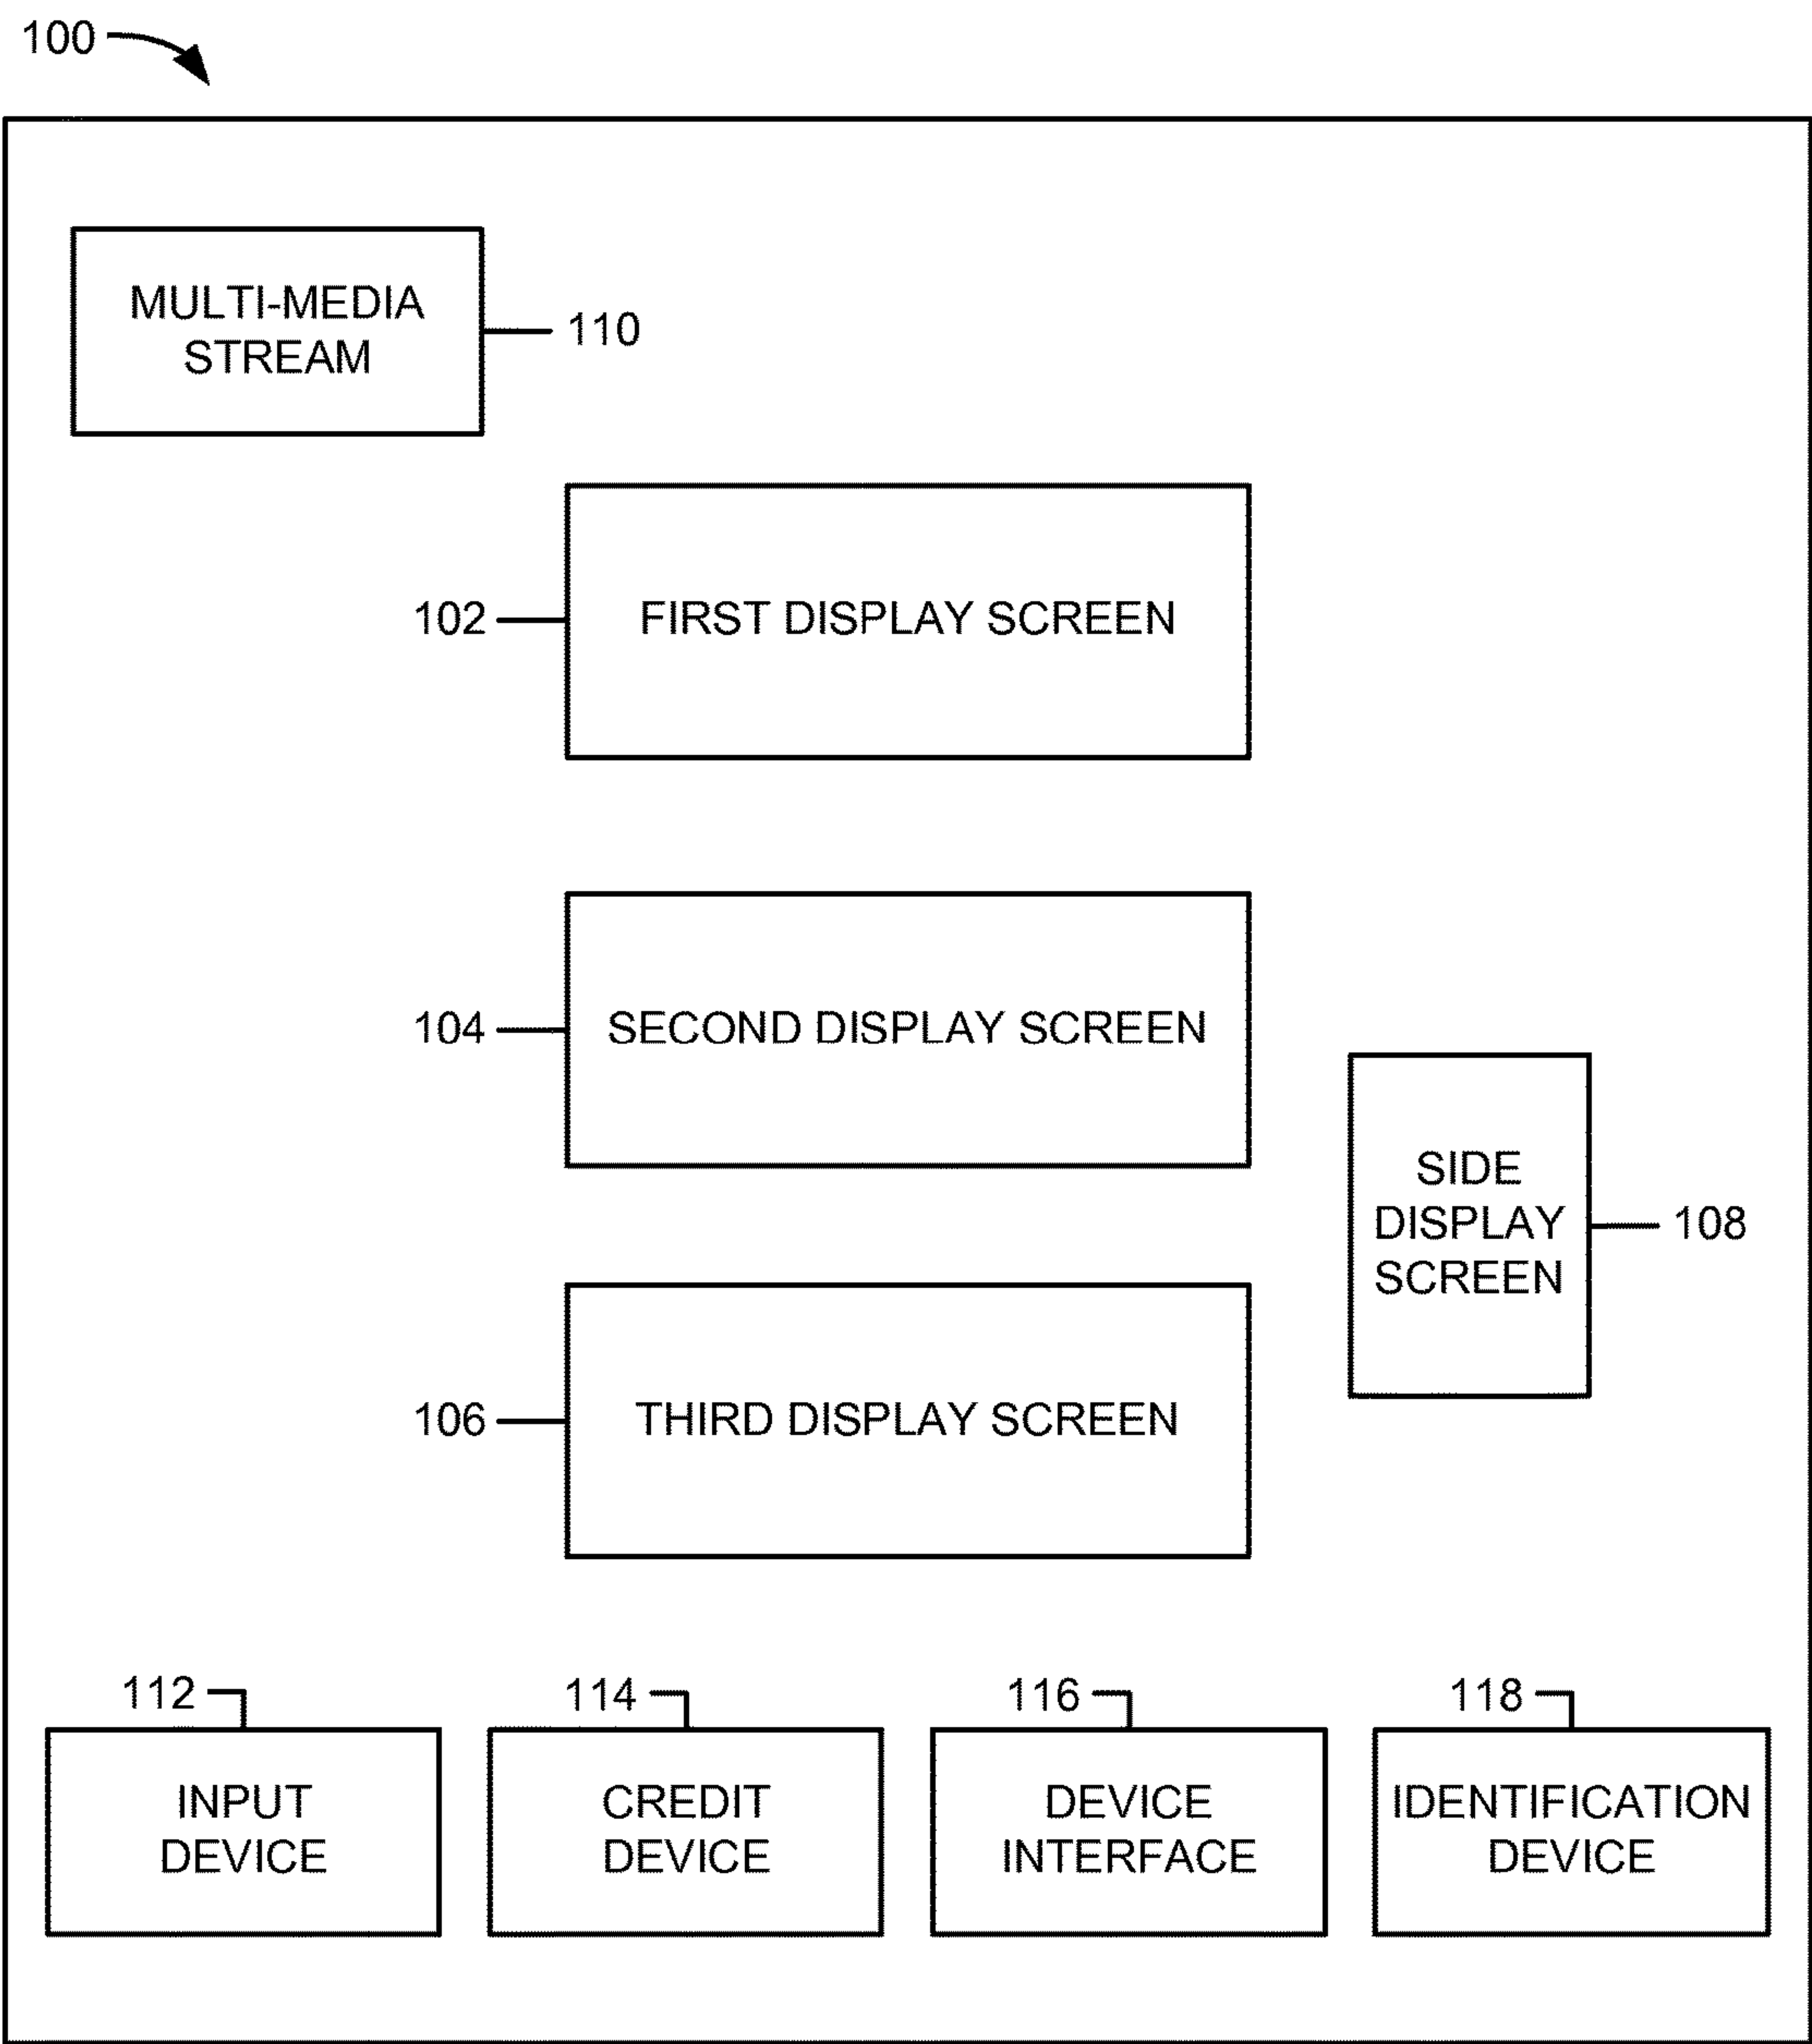 100
MULTI-MEDIA
STREAM
110
102
FIRST DISPLAY SCREEN
104
SECOND DISPLAY SCREEN
SIDE
DISPLAY
SCREEN
108
106
THIRD DISPLAY SCREEN
112
INPUT
DEVICE
114
CREDIT
DEVICE
116
DEVICE
INTERFACE
118
IDENTIFICATION
DEVICE